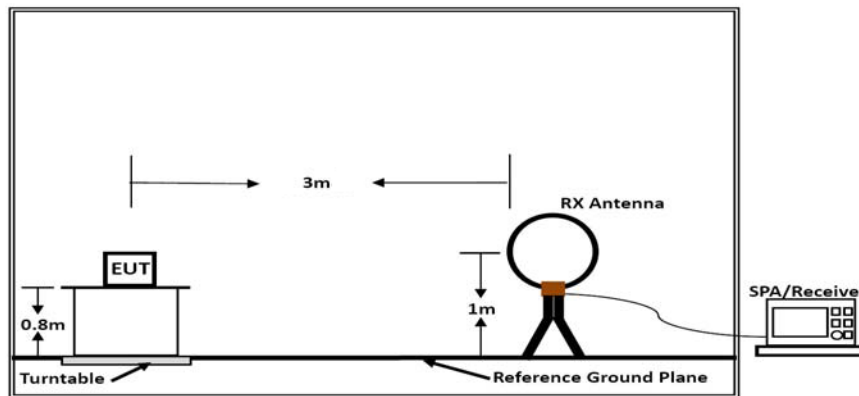 3m
RX Antenna
EUT
SPA/Receive
0.8m
1m
Turntable
Reference Ground Plane